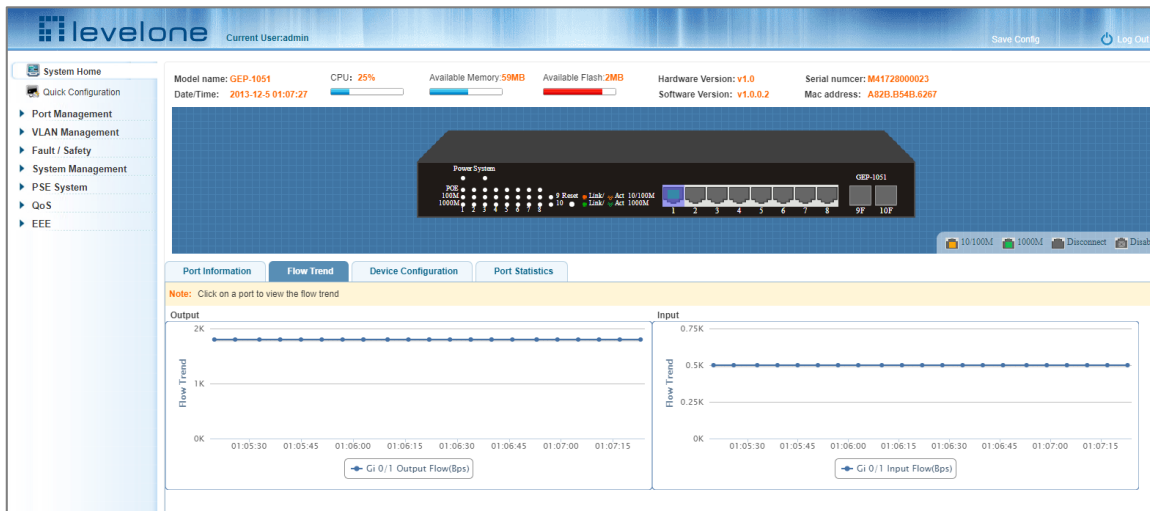 levelone
Current User:admin
Save Config
Log Out
System Home
Quick Configuration
Port Management
VLAN Management
Fault / Safety
System Management
PSE System
QoS
EEE
Model name: GEP-1051
CPU: 25%
Available Memory:59MB
Available Flash:2MB
Hardware Version: v1.0
Serial numcer: M41728000023
Date/Time: 2013-12-5 01:07:27
Software Version: v1.0.0.2
Mac address: A82B.B54B.6267
Power System
GEP-1051
POE
100M
1000M
9 Reset
10
Link/ Act 10/100M
Link/ Act 1000M
1 2 3 4 5 6 7 8
1 2 3 4 5 6 7 8 9F 10F
10/100M 1000M Disconnect Disab
Port Information
Flow Trend
Device Configuration
Port Statistics
Note: Click on a port to view the flow trend
Output
2K
1K
0K
Flow Trend
01:05:30 01:05:45 01:06:00 01:06:15 01:06:30 01:06:45 01:07:00 01:07:15
Gi 0/1 Output Flow(Bps)
Input
0.75K
0.5K
0.25K
0K
Flow Trend
01:05:30 01:05:45 01:06:00 01:06:15 01:06:30 01:06:45 01:07:00 01:07:15
Gi 0/1 Input Flow(Bps)